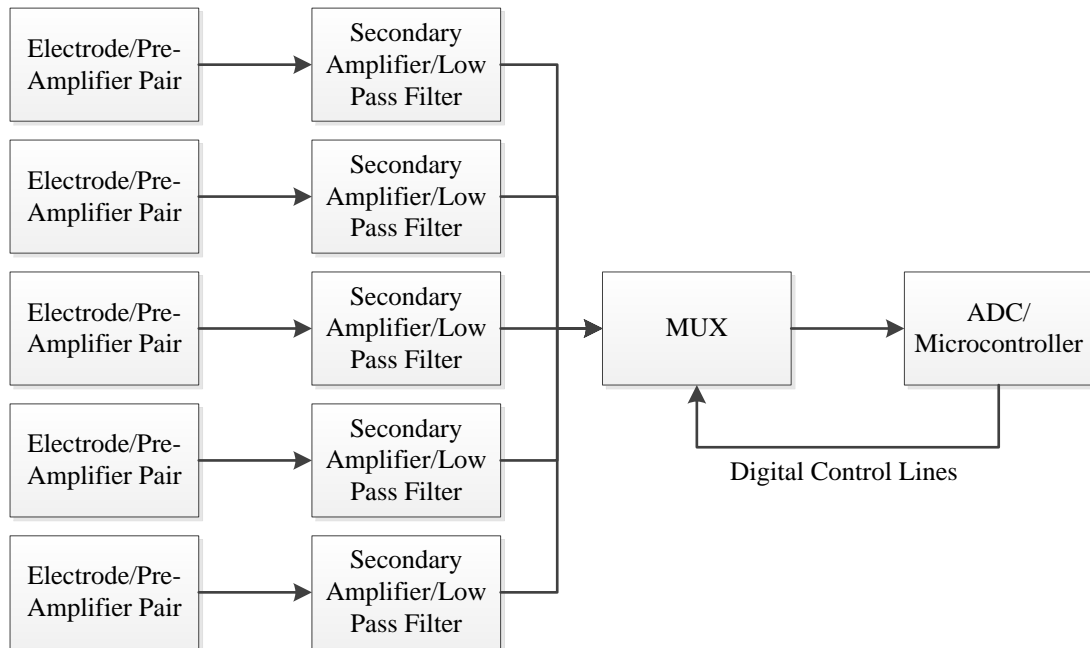 Electrode/Pre-
Amplifier Pair
Secondary
Amplifier/Low
Pass Filter
Electrode/Pre-
Amplifier Pair
Secondary
Amplifier/Low
Pass Filter
Electrode/Pre-
Amplifier Pair
Secondary
Amplifier/Low
Pass Filter
MUX
ADC/
Microcontroller
Electrode/Pre-
Amplifier Pair
Secondary
Amplifier/Low
Pass Filter
Digital Control Lines
Electrode/Pre-
Amplifier Pair
Secondary
Amplifier/Low
Pass Filter